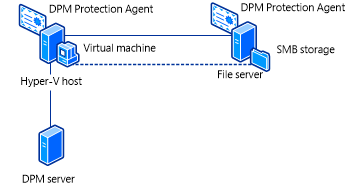 DPM Protection Agent
DPM Protection Agent
Virtual machine
SMB storage
File server
Hyper-V host
DPM server